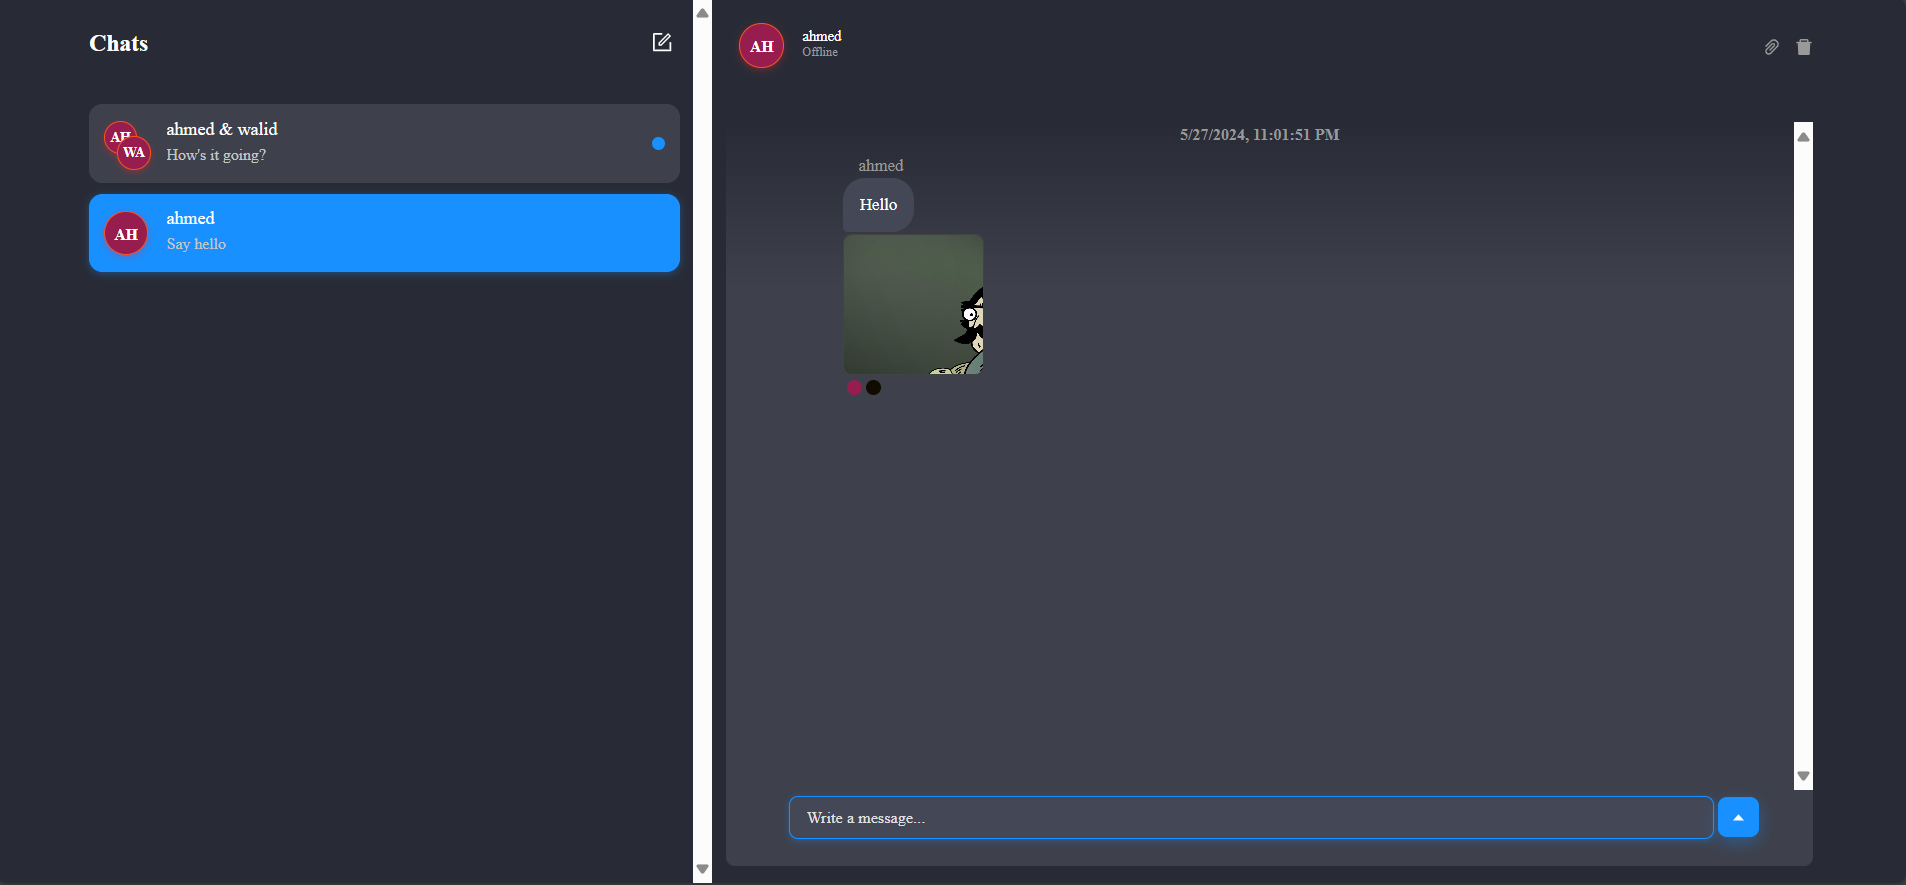 Chats
AH
WA
ahmed & walid
How's it going?
AH
ahmed
Say hello
AH
ahmed
Offline
5/27/2024, 11:01:51 PM
ahmed
Hello
Write a message...